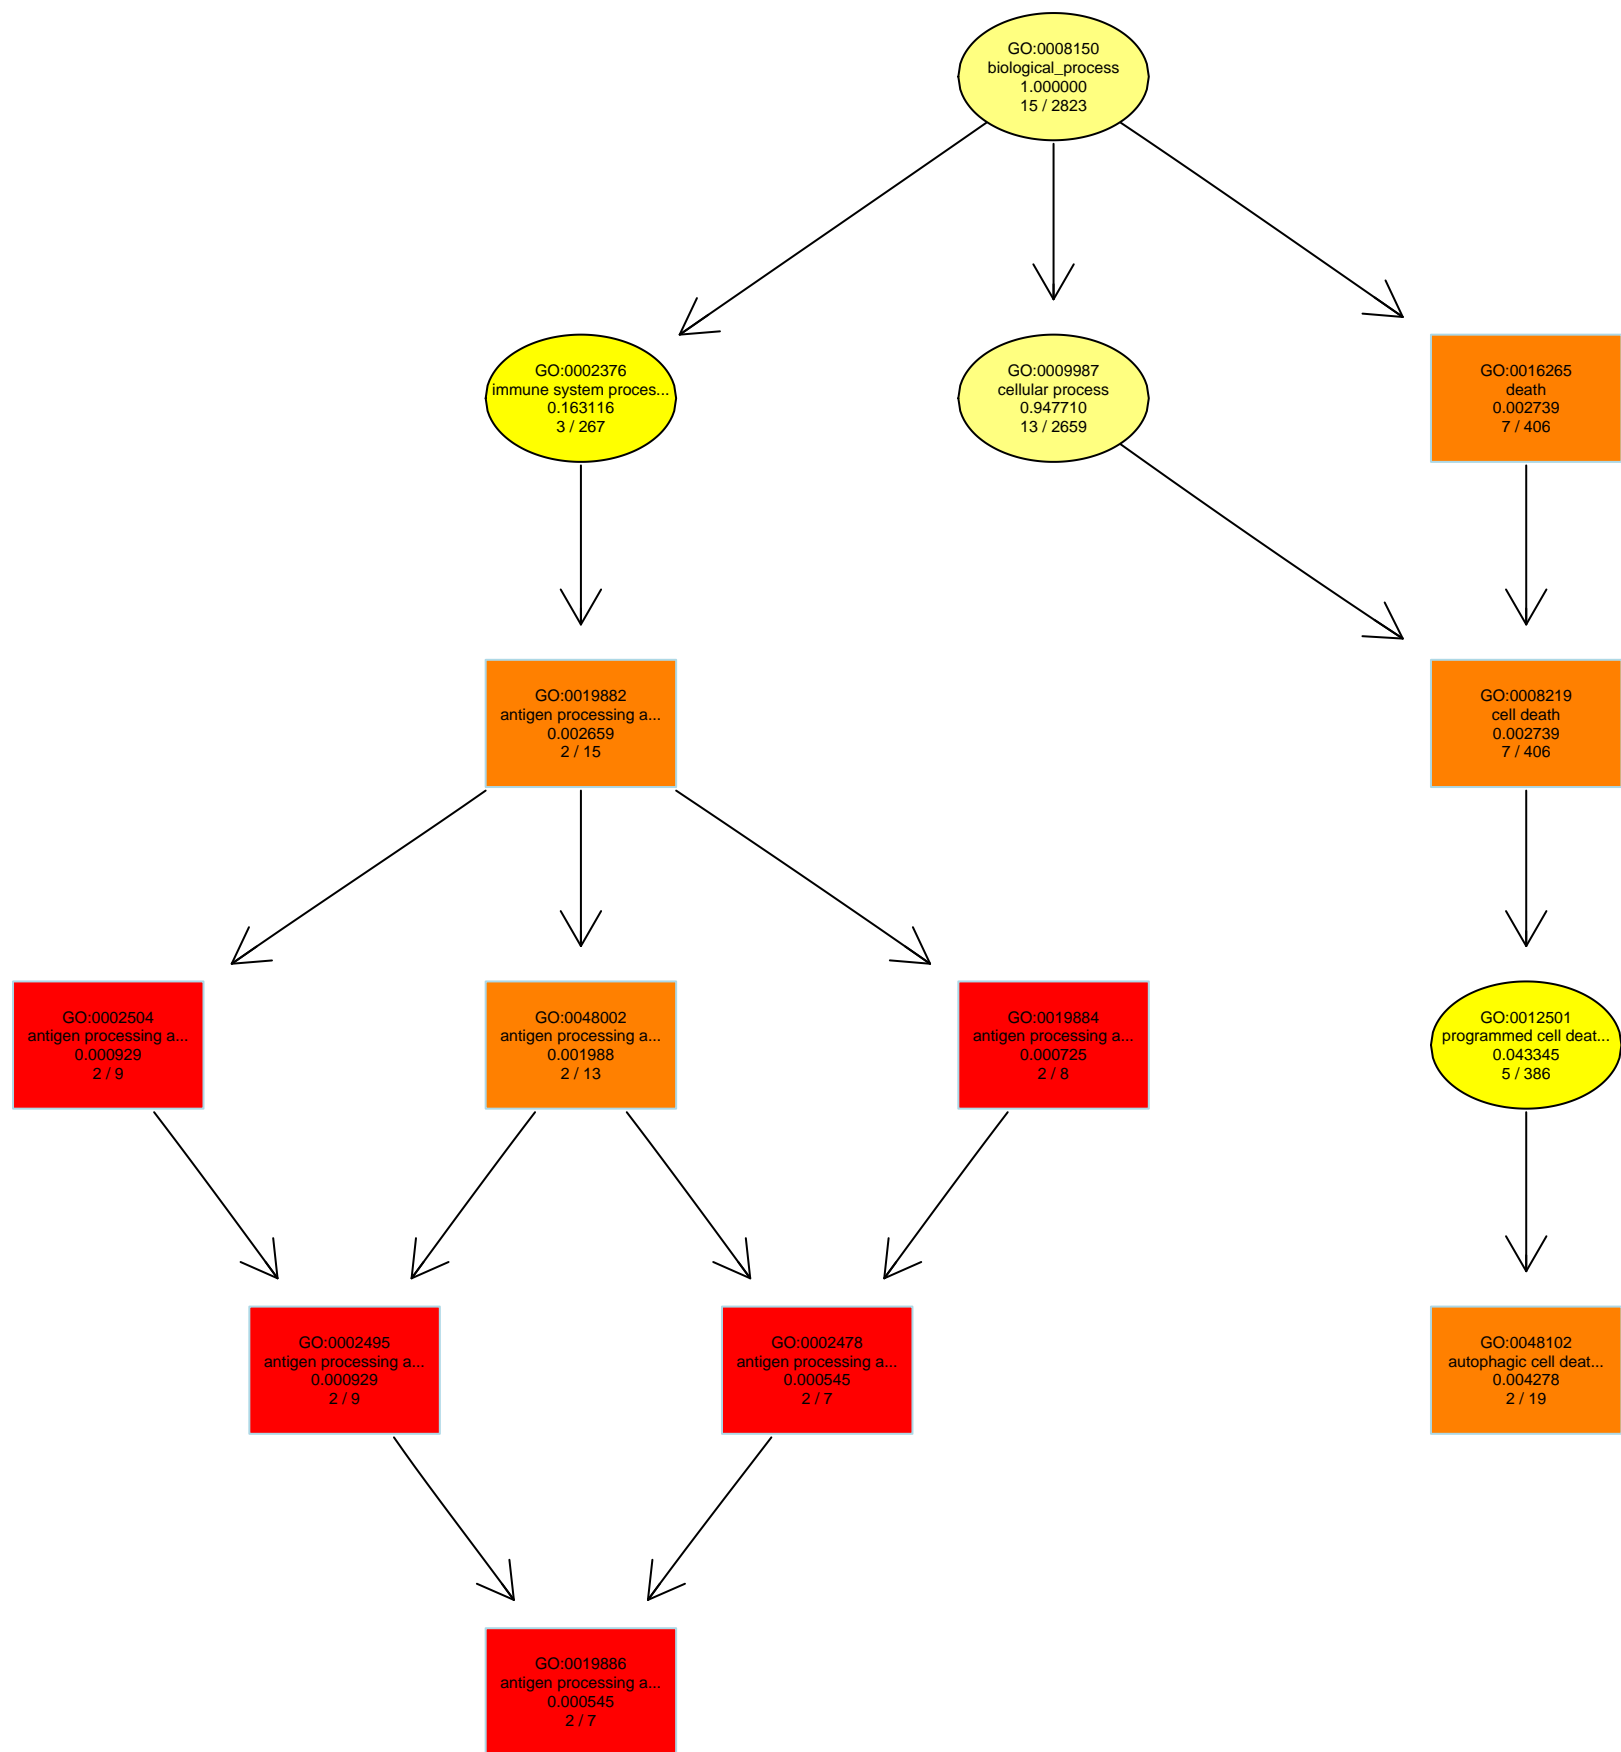 GO:0008150
biological_process
1.000000
15 / 2823
GO:0002376
immune system proces...
0.163116
3 / 267
GO:0009987
cellular process
0.947710
13 / 2659
GO:0016265
death
0.002739
7 / 406
GO:0019882
antigen processing a...
0.002659
2 / 15
GO:0008219
cell death
0.002739
7 / 406
GO:0002504
antigen processing a...
0.000929
2 / 9
GO:0048002
antigen processing a...
0.001988
2 / 13
GO:0019884
antigen processing a...
0.000725
2 / 8
GO:0012501
programmed cell deat...
0.043345
5 / 386
GO:0002495
antigen processing a...
0.000929
2 / 9
GO:0002478
antigen processing a...
0.000545
2 / 7
GO:0048102
autophagic cell deat...
0.004278
2 / 19
GO:0019886
antigen processing a...
0.000545
2 / 7